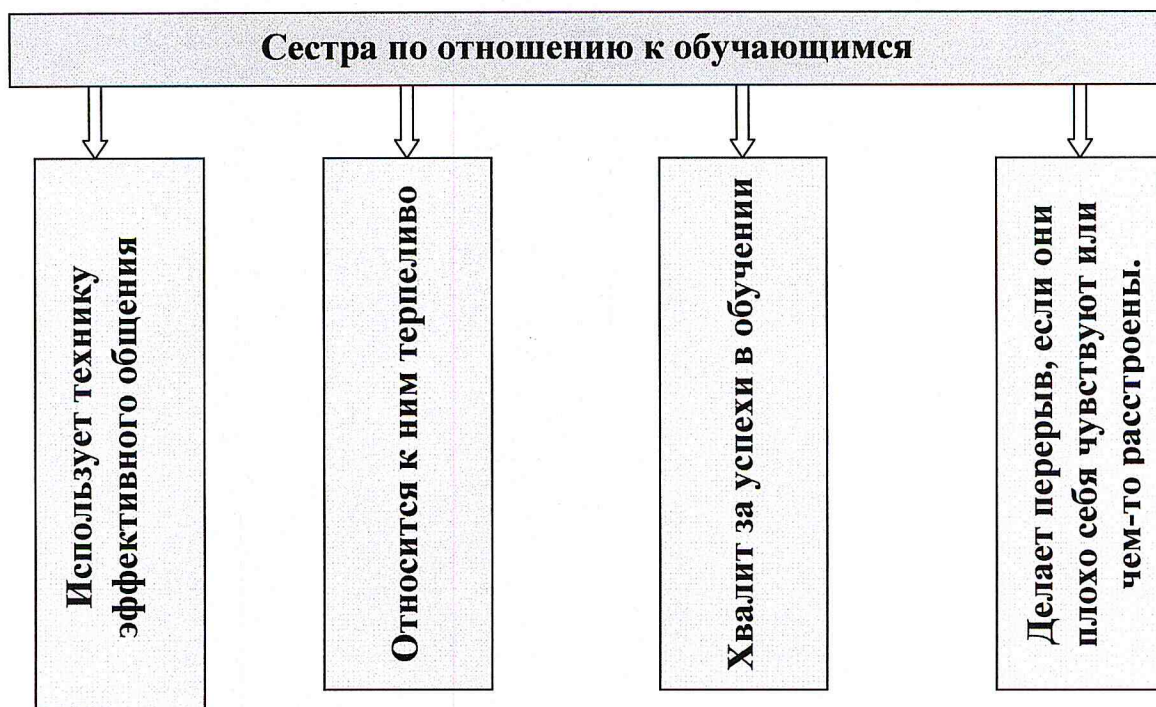 Сестра по отношению к обучающимся
Использует технику
эффективного общения
Относится к ним терпеливо
Хвалит за успехи в обучении
Делает перерыв, если они
плохо себя чувствуют или
чем-то расстроены.